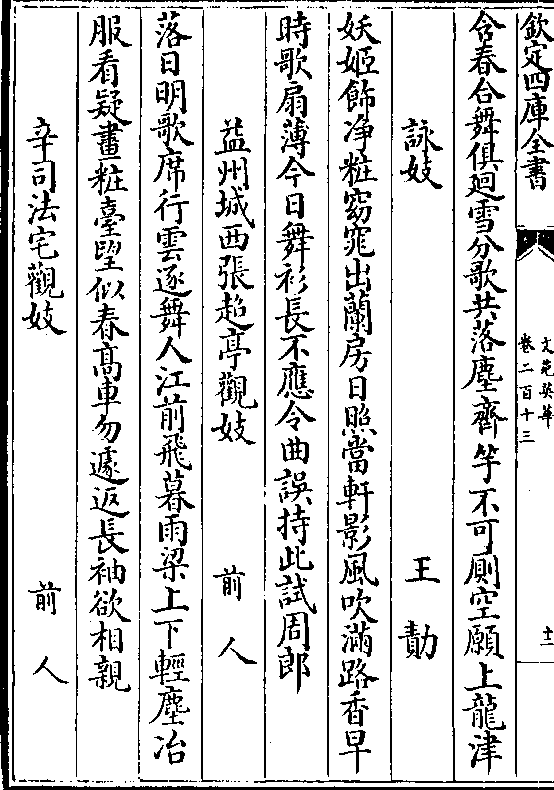 欽定四庫全書
文苑英華
卷二百十三
十二
含春合舞俱廻雪分歌共落塵齊竽不可厠空願上龍津
詠妓
王勣
妖姬飾净粧窈窕出蘭房日照當軒影風吹滿路香早
時歌扇薄今日舞衫長不應令曲誤持此試周郎
益州城西張超亭觀妓
前人
落日明歌席行雲逐舞人江前飛暮雨梁上下輕塵冶
服看疑畫粧臺望似春高車勿遽返長袖欲相親
辛司法宅觀妓
前人